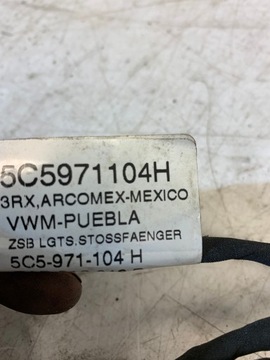 5C5971104H
3RX,ARCOMEX-MEXICO
VWM-PUEBLA
ZSB LGTS.STOSSFAENGER
5C5-971-104 H